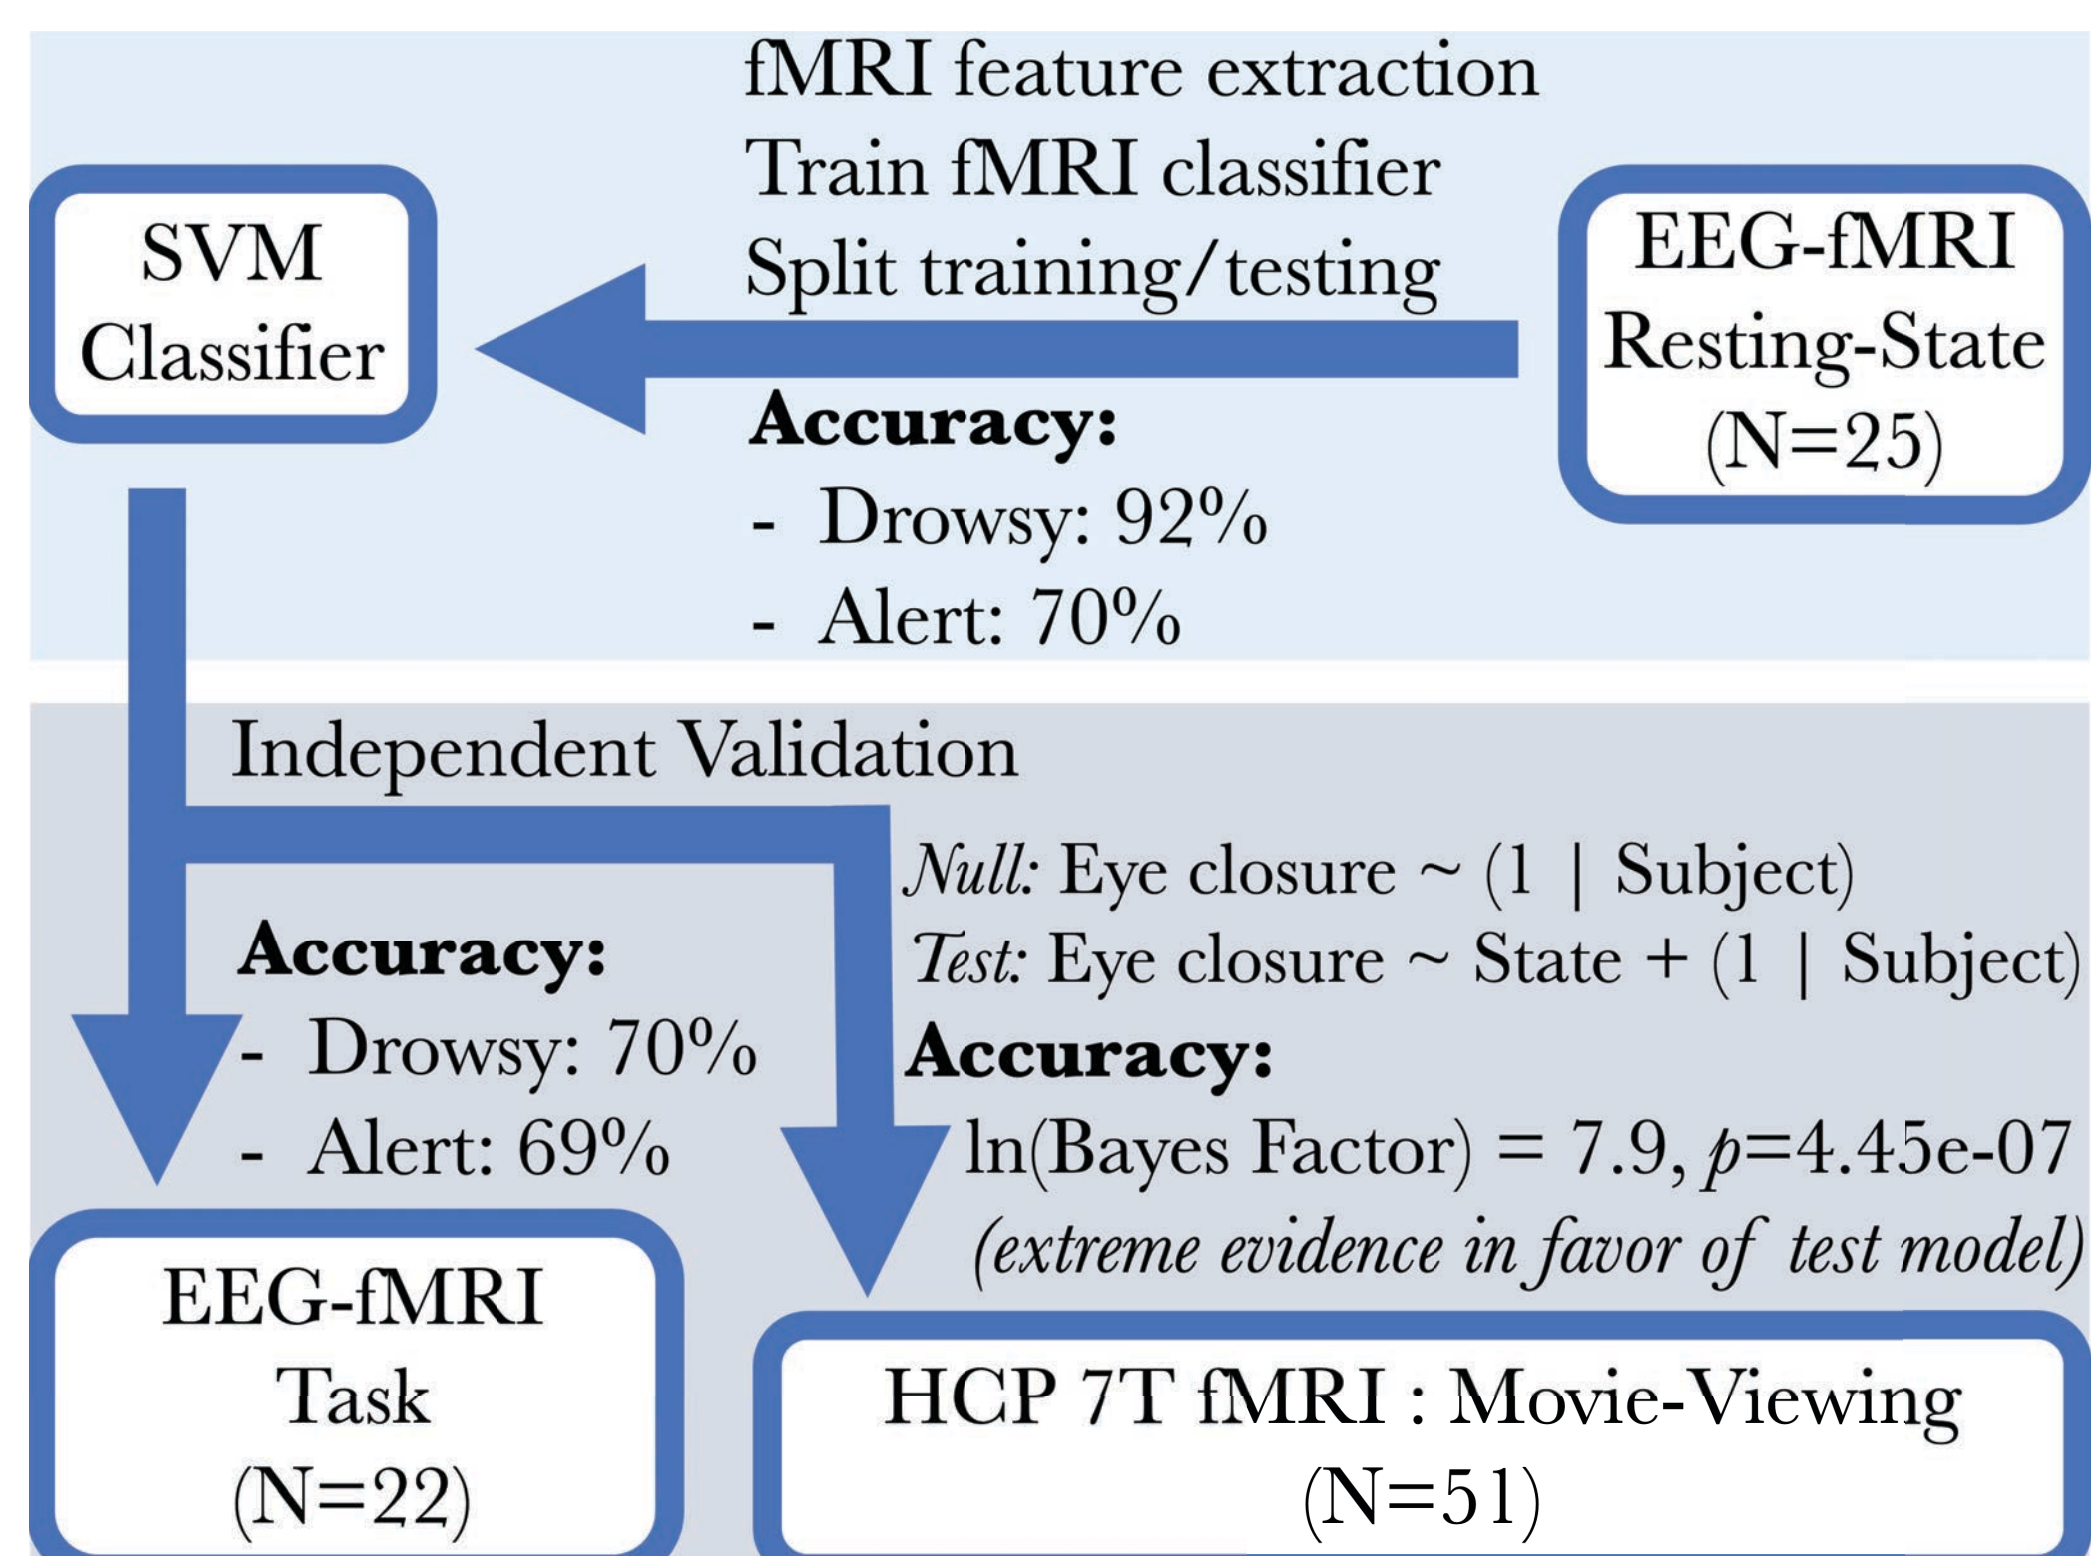 fMRI feature extraction
Train fMRI classifier
Split training/testing
SVM
Classifier
EEG-fMRI
Resting-State
(N=25)
Accuracy:
- Drowsy: 92%
- Alert: 70%
Independent Validation
Null: Eye closure ~ (1 | Subject)
Test: Eye closure ~ State + (1 | Subject)
Accuracy:
- Drowsy: 70%
- Alert: 69%
Accuracy:
ln(Bayes Factor) = 7.9, p=4.45e-07
(extreme evidence in favor of test model)
EEG-fMRI
Task
(N=22)
HCP 7T fMRI : Movie-Viewing
(N=51)